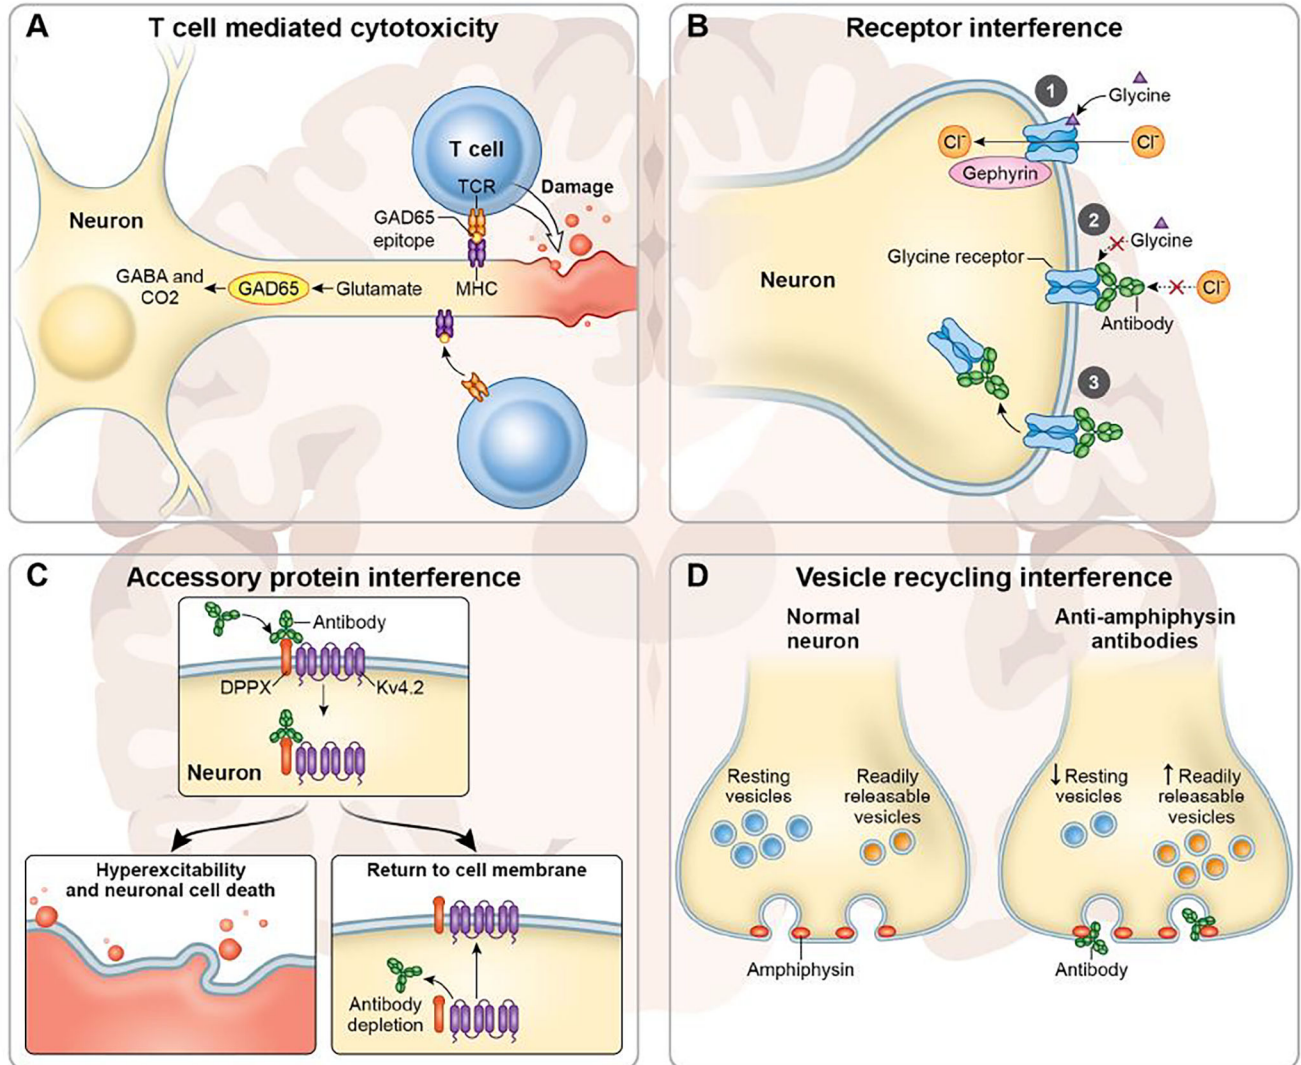 A
T cell mediated cytotoxicity
T cell
TCR
Damage
GAD65
epitope
Neuron
GABA and
CO2
GAD65
Glutamate
MHC
B
Receptor interference
1
Glycine
Cl-
Cl-
Gephyrin
2
Glycine
Glycine receptor
Neuron
Cl-
Antibody
3
C
Accessory protein interference
Antibody
DPPX
Kv4.2
Neuron
Hyperexcitability
and neuronal cell death
Return to cell membrane
Antibody
depletion
D
Vesicle recycling interference
Normal
neuron
Anti-amphiphysin
antibodies
Resting
vesicles
Readily
releasable
vesicles
↓ Resting
vesicles
↑ Readily
releasable
vesicles
Amphiphysin
Antibody